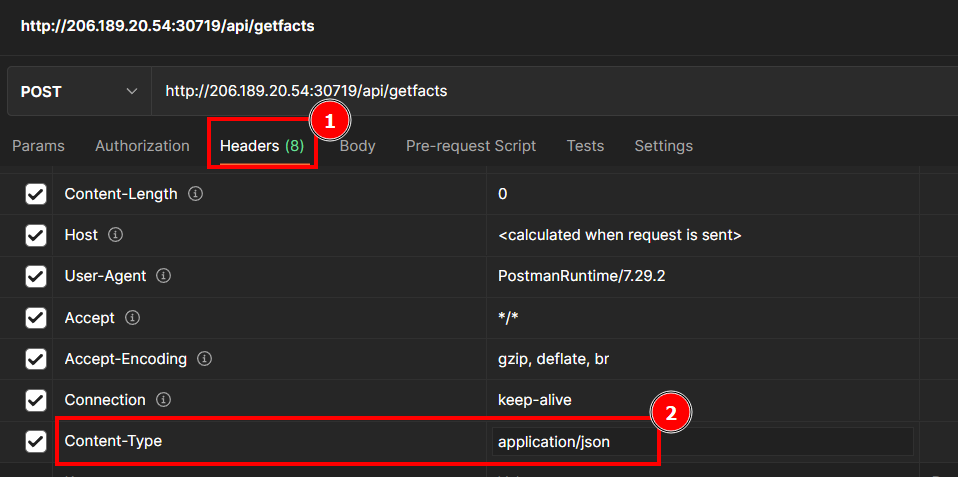 http://206.189.20.54:30719/api/getfacts
POST http://206.189.20.54:30719/api/getfacts
1
Params Authorization Headers (8) Body Pre-request Script Tests Settings
Content-Length 0
Host <calculated when request is sent>
User-Agent PostmanRuntime/7.29.2
Accept */*
Accept-Encoding gzip, deflate, br
Connection keep-alive
2
Content-Type application/json